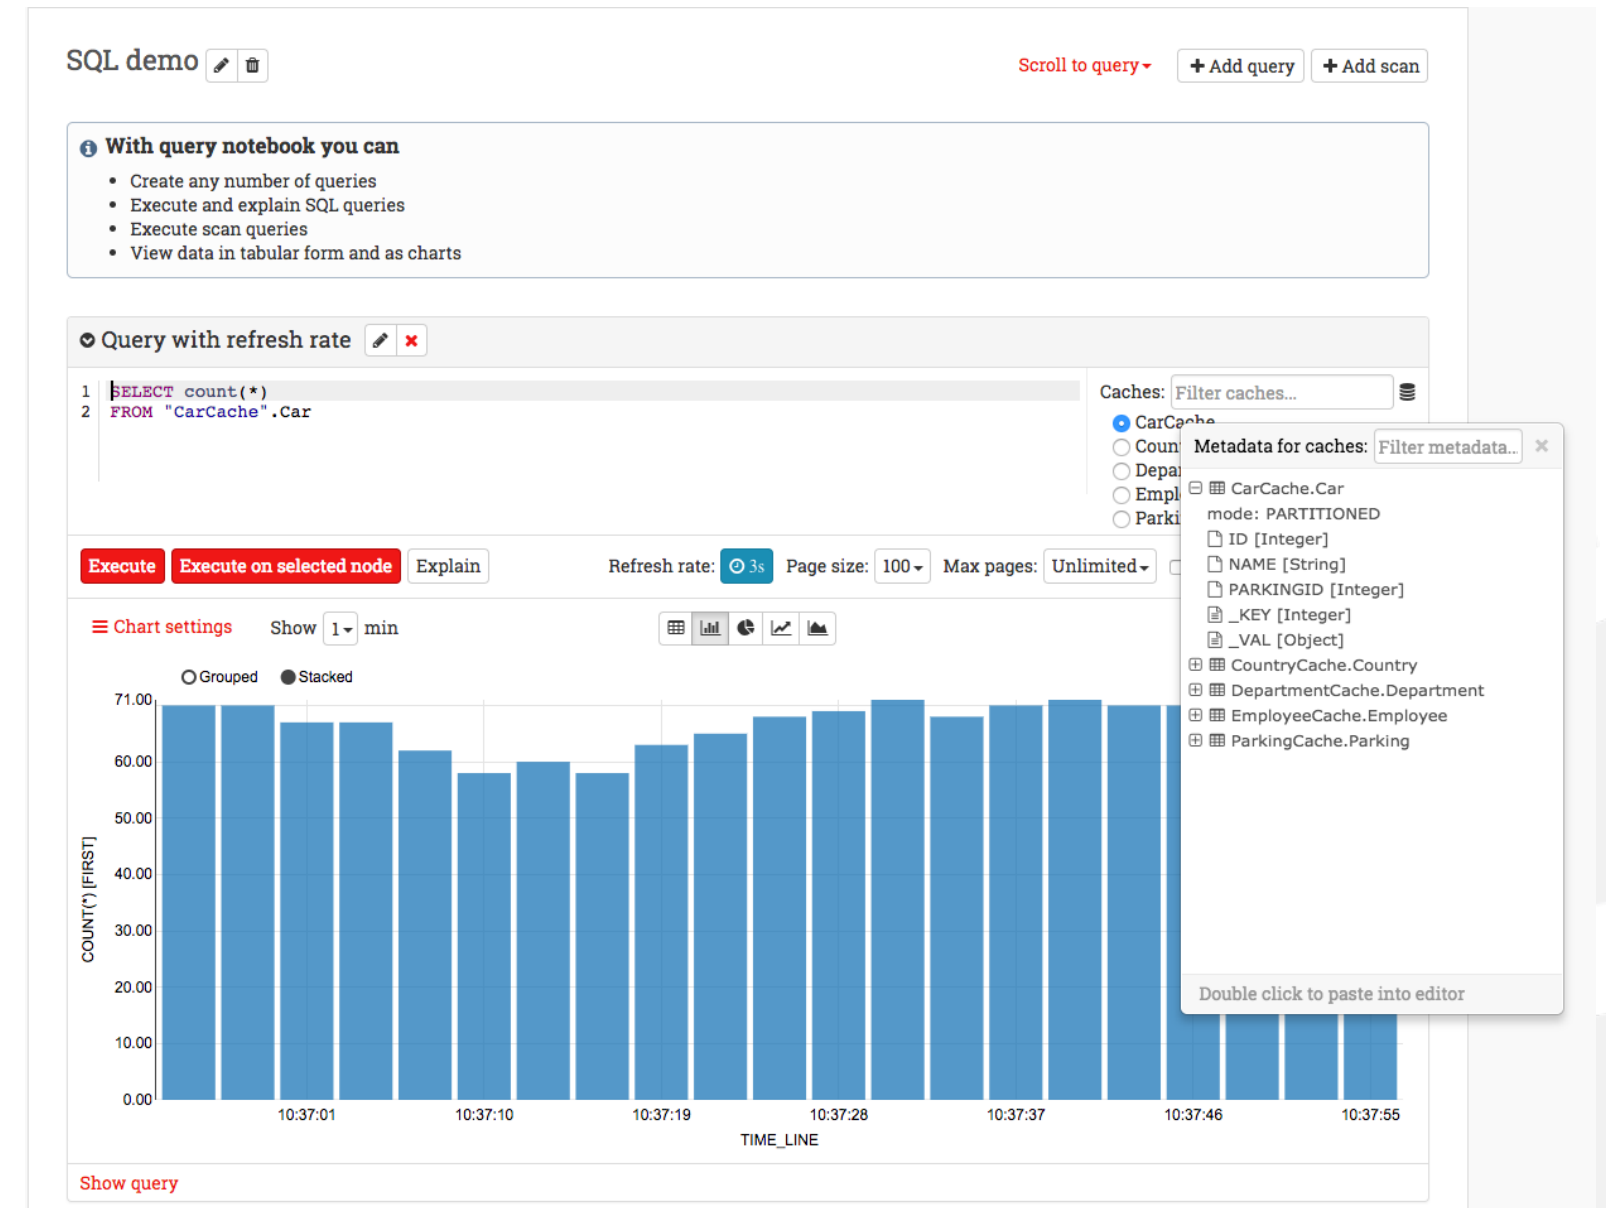 SQL demo
Scroll to query
Add query
Add scan
With query notebook you can
Create any number of queries
Execute and explain SQL queries
Execute scan queries
View data in tabular form and as charts
Query with refresh rate
1 SELECT count(*)
2 FROM "CarCache".Car
Caches: Filter caches...
CarCache
Coun
Depa
Empl
Parki
Metadata for caches: Filter metadata...
CarCache.Car
mode: PARTITIONED
ID [Integer]
NAME [String]
PARKINGID [Integer]
_KEY [Integer]
_VAL [Object]
CountryCache.Country
DepartmentCache.Department
EmployeeCache.Employee
ParkingCache.Parking
Double click to paste into editor
Execute
Execute on selected node
Explain
Refresh rate: 3s
Page size: 100
Max pages: Unlimited
Chart settings
Show 1 min
Grouped
Stacked
71.00
60.00
50.00
40.00
30.00
20.00
10.00
0.00
COUNT(*) [FIRST]
10:37:01
10:37:10
10:37:19
10:37:28
10:37:37
10:37:46
10:37:55
TIME_LINE
Show query